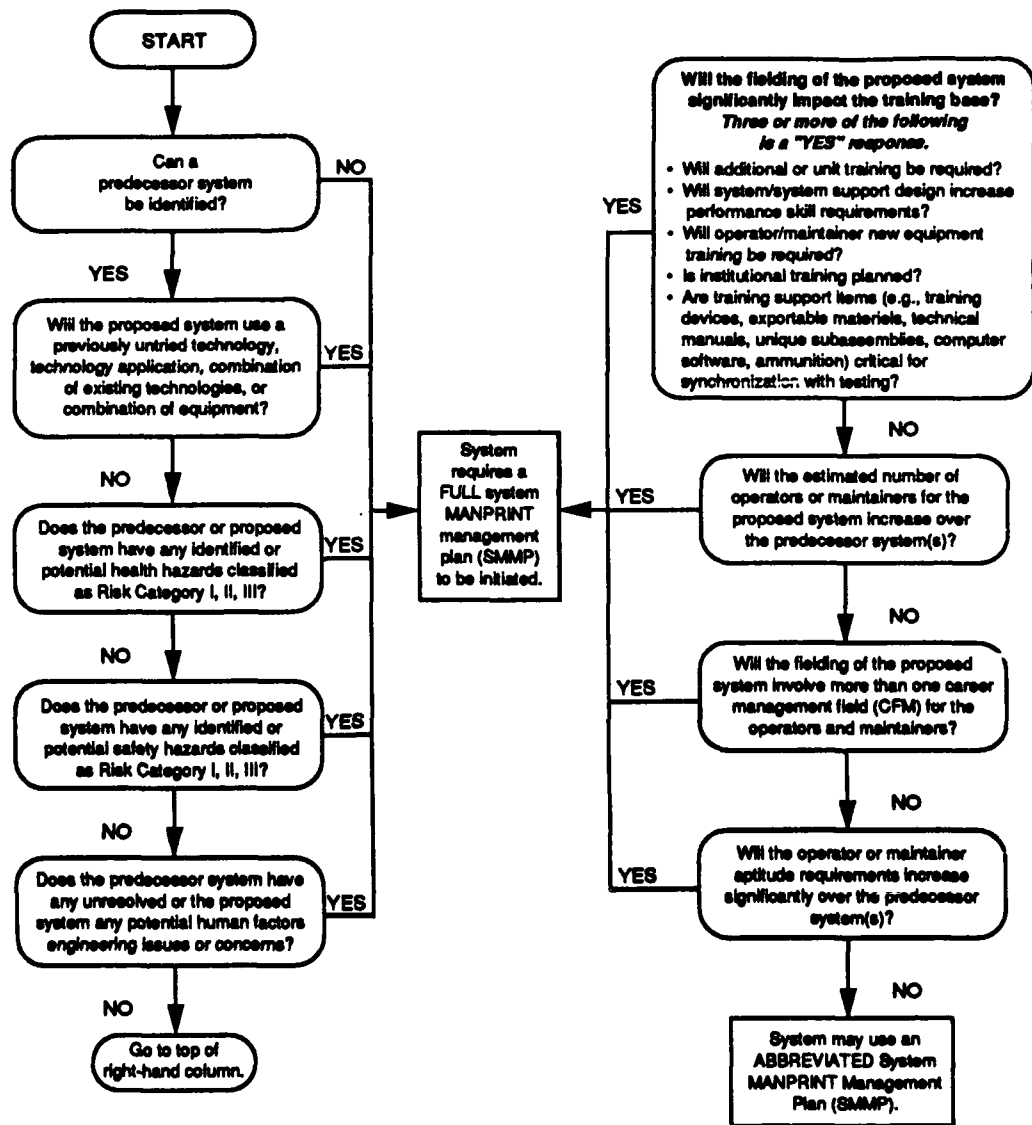 START
Can a
predecessor system
be identified?
NO
YES
Will the proposed system use a
previously untried technology,
technology application, combination
of existing technologies, or
combination of equipment?
YES
NO
Does the predecessor or proposed
system have any identified or
potential health hazards classified
as Risk Category I, II, III?
YES
NO
Does the predecessor or proposed
system have any identified or
potential safety hazards classified
as Risk Category I, II, III?
YES
NO
Does the predecessor system have
any unresolved or the proposed
system any potential human factors
engineering issues or concerns?
YES
NO
Go to top of
right-hand column.
System
requires a
FULL system
MANPRINT
management
plan (SMMP)
to be initiated.
Will the fielding of the proposed system
significantly impact the training base?
Three or more of the following
is a "YES" response.
• Will additional or unit training be required?
• Will system/system support design increase
performance skill requirements?
• Will operator/maintainer new equipment
training be required?
• Is institutional training planned?
• Are training support items (e.g., training
devices, exportable materiels, technical
manuals, unique subassemblies, computer
software, ammunition) critical for
synchronization with testing?
YES
NO
Will the estimated number of
operators or maintainers for the
proposed system increase over
the predecessor system(s)?
YES
NO
Will the fielding of the proposed
system involve more than one career
management field (CFM) for the
operators and maintainers?
YES
NO
Will the operator or maintainer
aptitude requirements increase
significantly over the predecessor
system(s)?
YES
NO
System may use an
ABBREVIATED System
MANPRINT Management
Plan (SMMP).